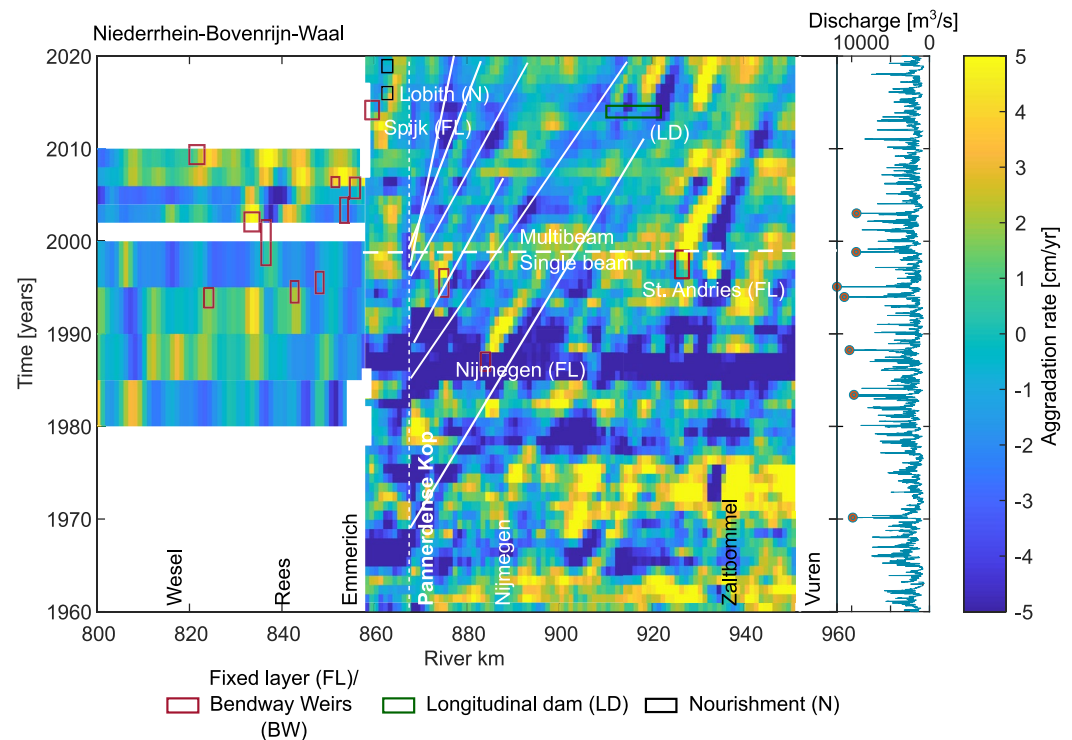 Niederrhein-Bovenrijn-Waal
Discharge [m³/s]
10000 0
2020
2010
2000
1990
1980
1970
1960
Time [years]
Lobith (N)
Spijk (FL)
(LD)
Multibeam
Single beam
St. Andries (FL)
Nijmegen (FL)
Wesel
Rees
Emmerich
Pannerdense Kop
Nijmegen
Zaltbommel
Vuren
800 820 840 860 880 900 920 940 960
River km
5
4
3
2
1
0
-1
-2
-3
-4
-5
Aggradation rate [cm/yr]
Fixed layer (FL)/
Bendway Weirs
(BW)
Longitudinal dam (LD)
Nourishment (N)